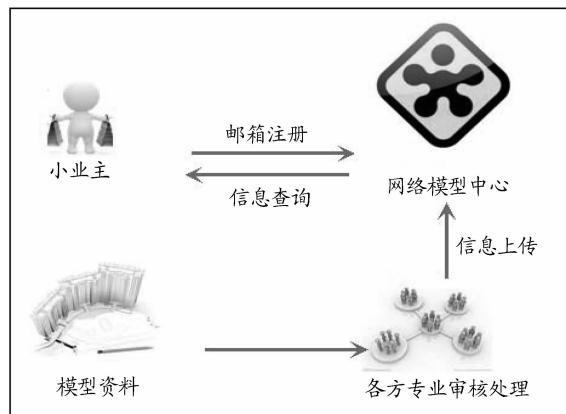 邮箱注册
小业主
信息查询
网络模型中心
信息上传
模型资料
各方专业审核处理